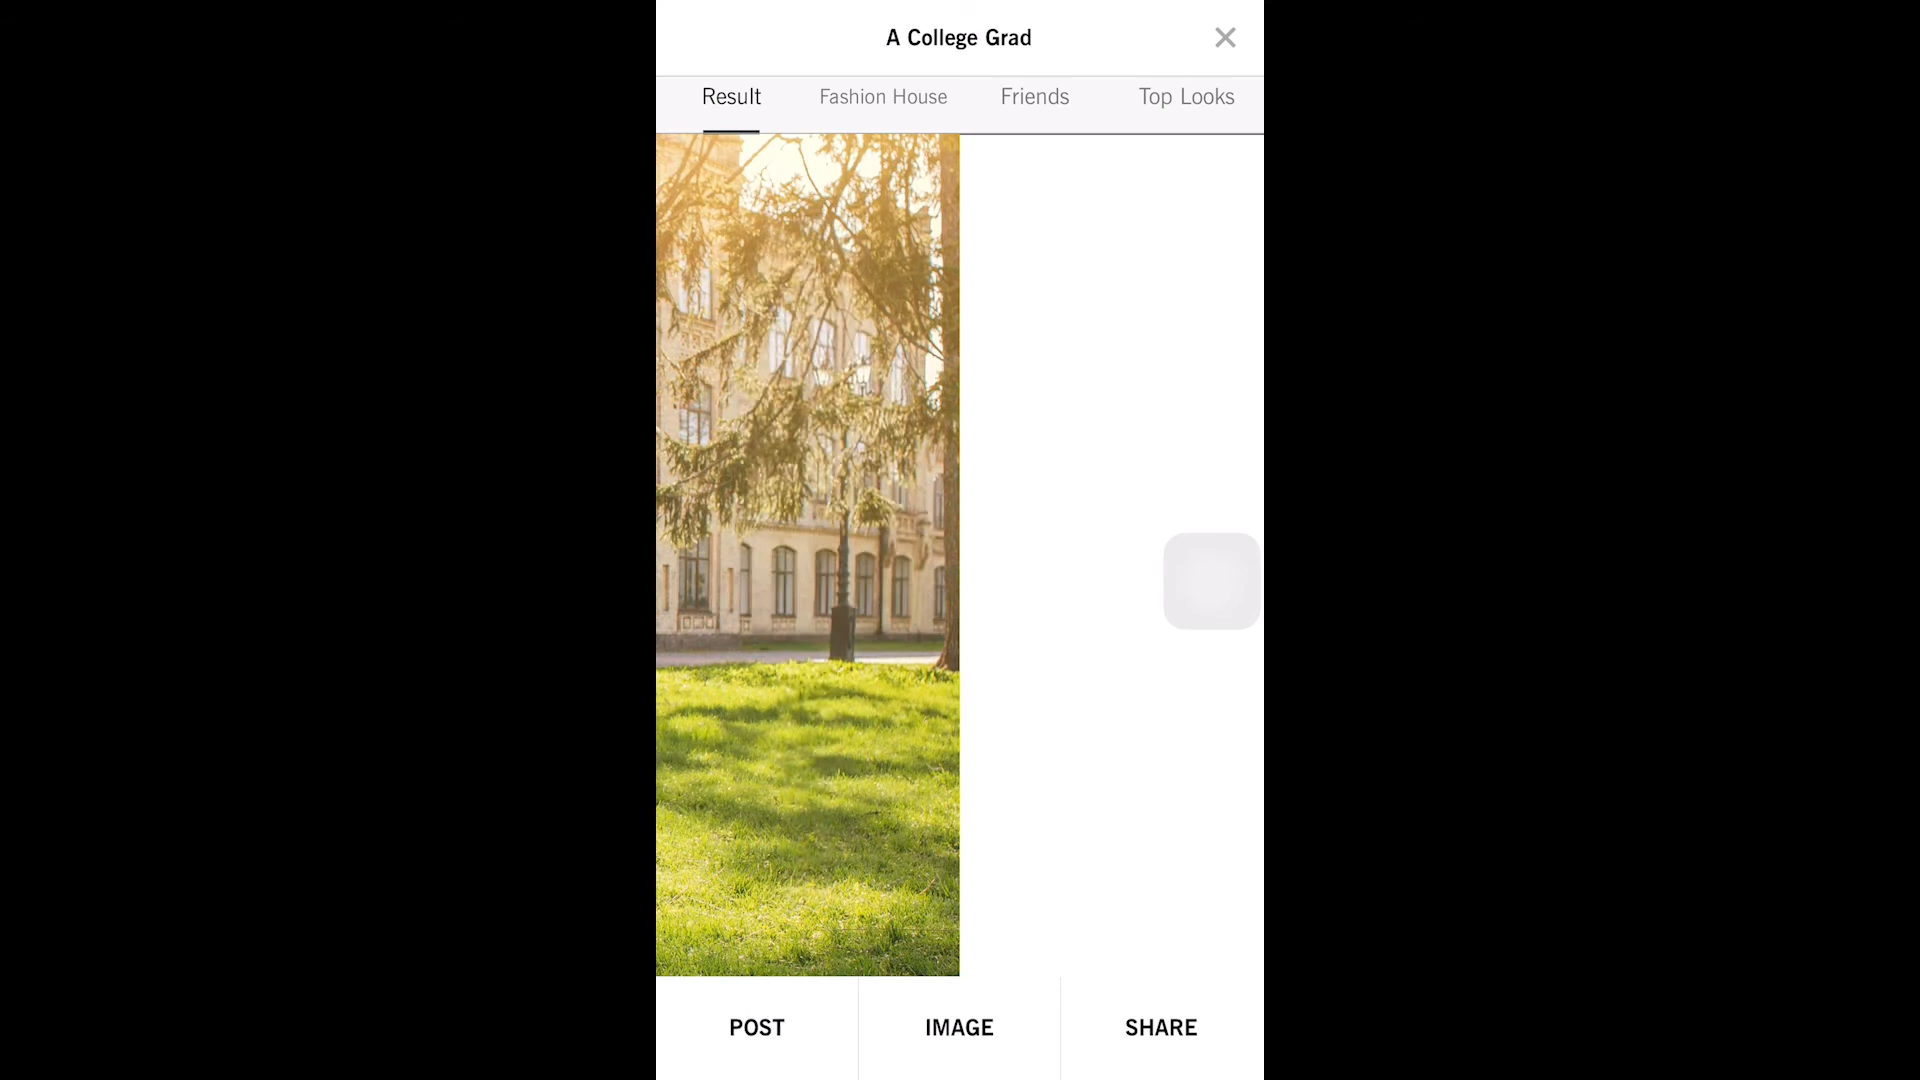 A College Grad
Result
Fashion House
Friends
Top Looks
POST
IMAGE
SHARE